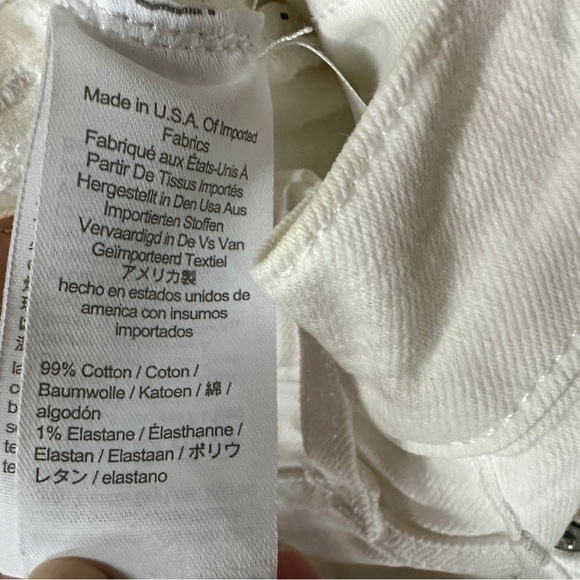 Made in U.S.A. Of Imported
Fabrics
Fabriqué aux États-Unis À
Partir De Tissus Importés
Hergestellt in Den Usa Aus
Importierten Stoffen
Vervaardigd in De Vs Van
Geïmporteerd Textiel
アメリカ製
hecho en estados unidos de
america con insumos
importados
99% Cotton / Coton /
Baumwolle / Katoen / 綿 /
algodón
1% Elastane / Élasthanne /
Elastan / Elastaan / ポリウ
レタン / elastano